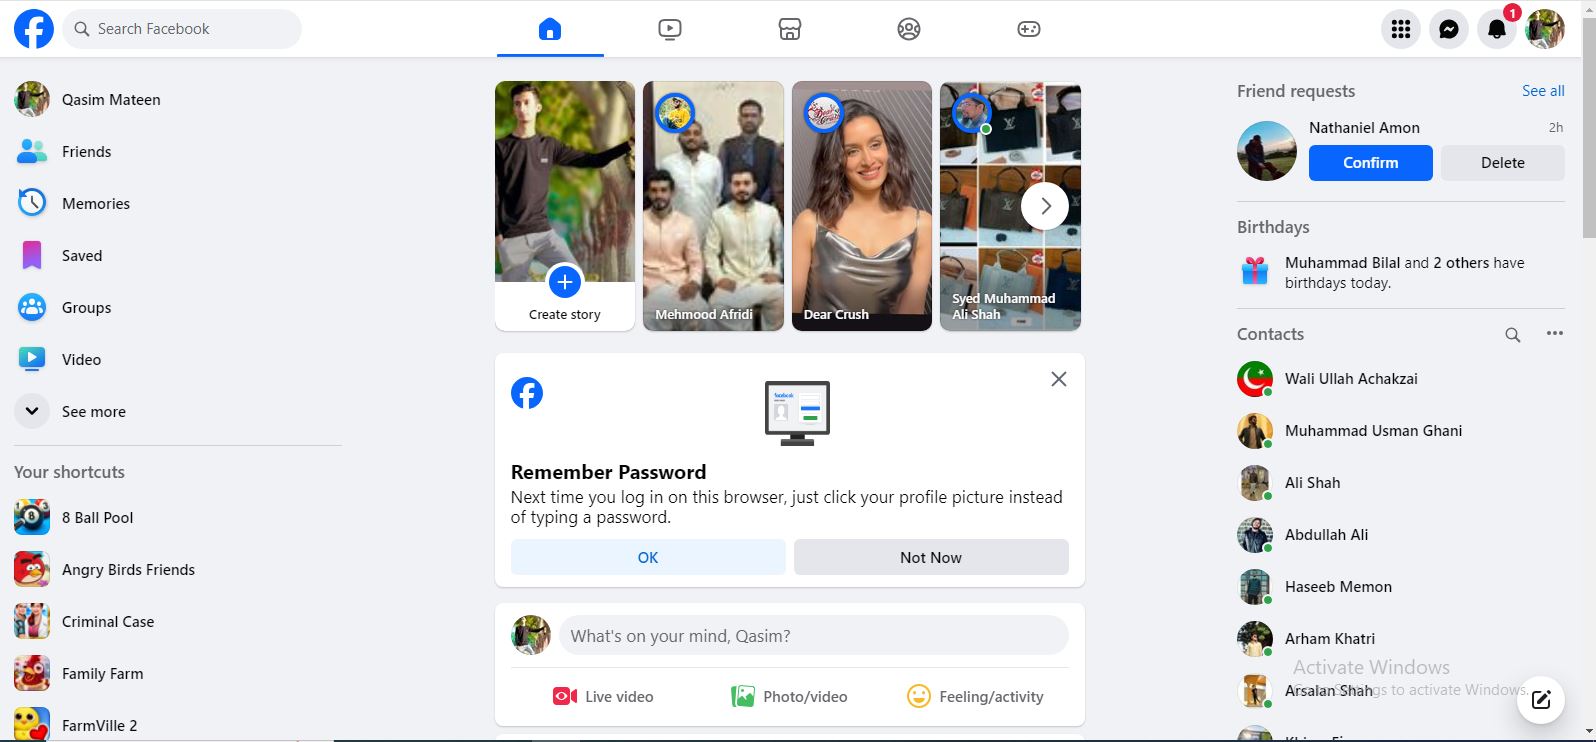 Search Facebook
1
Qasim Mateen
Friends
Memories
Saved
Groups
Video
See more
Your shortcuts
8 Ball Pool
Angry Birds Friends
Criminal Case
Family Farm
FarmVille 2
Create story
Mehmood Afridi
Dear Crush
Syed Muhammad
Ali Shah
facebook
Remember Password
Next time you log in on this browser, just click your profile picture instead
of typing a password.
OK
Not Now
What's on your mind, Qasim?
Live video
Photo/video
Feeling/activity
Friend requests
See all
Nathaniel Amon
2h
Confirm
Delete
Birthdays
Muhammad Bilal and 2 others have
birthdays today.
Contacts
Wali Ullah Achakzai
Muhammad Usman Ghani
Ali Shah
Abdullah Ali
Haseeb Memon
Arham Khatri
Activate Windows
Arsalan Shah
to activate Windows.